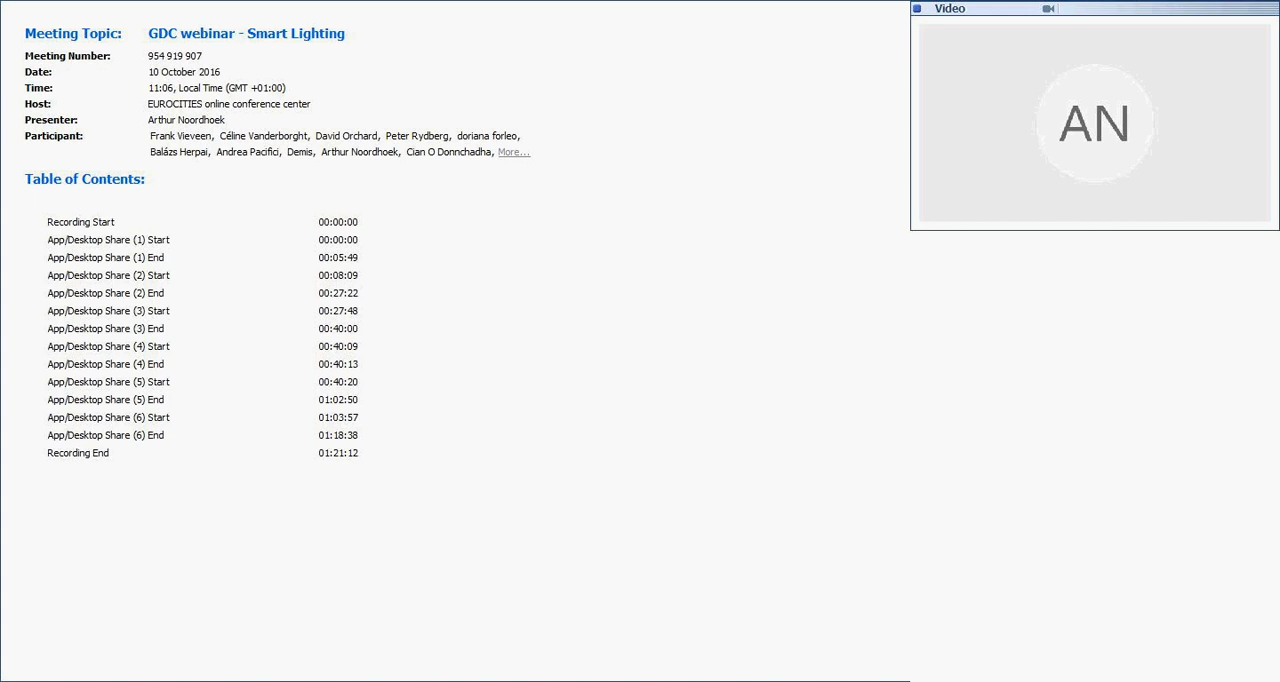 Meeting Topic: GDC webinar - Smart Lighting
Meeting Number: 954 919 907
Date: 10 October 2016
Time: 11:06, Local Time (GMT +01:00)
Host: EUROCITIES online conference center
Presenter: Arthur Noordhoek
Participant: Frank Vieveen, Céline Vanderborght, David Orchard, Peter Rydberg, doriana forleo,
Balázs Herpai, Andrea Pacifici, Demis, Arthur Noordhoek, Cian O Donnchadha, More...
Table of Contents:
Recording Start 00:00:00
App/Desktop Share (1) Start 00:00:00
App/Desktop Share (1) End 00:05:49
App/Desktop Share (2) Start 00:08:09
App/Desktop Share (2) End 00:27:22
App/Desktop Share (3) Start 00:27:48
App/Desktop Share (3) End 00:40:00
App/Desktop Share (4) Start 00:40:09
App/Desktop Share (4) End 00:40:13
App/Desktop Share (5) Start 00:40:20
App/Desktop Share (5) End 01:02:50
App/Desktop Share (6) Start 01:03:57
App/Desktop Share (6) End 01:18:38
Recording End 01:21:12
Video
AN